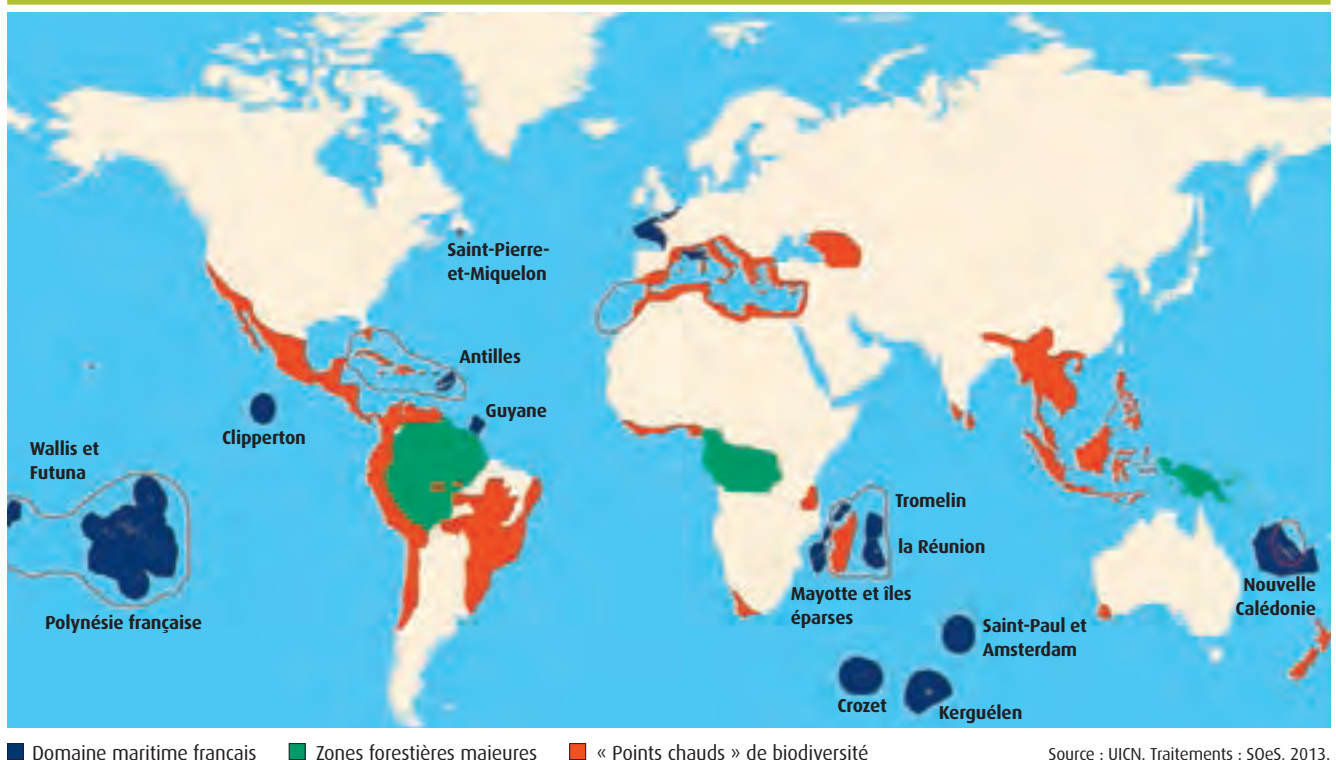 Saint-Pierre-
et-Miquelon
Antilles
Guyane
Clipperton
Wallis et
Futuna
Polynésie française
Tromelin
la Réunion
Mayotte et îles
éparses
Nouvelle
Calédonie
Saint-Paul et
Amsterdam
Crozet
Kerguélen
Domaine maritime français
Zones forestières majeures
« Points chauds » de biodiversité
Source : UICN. Traitements : SOeS, 2013.